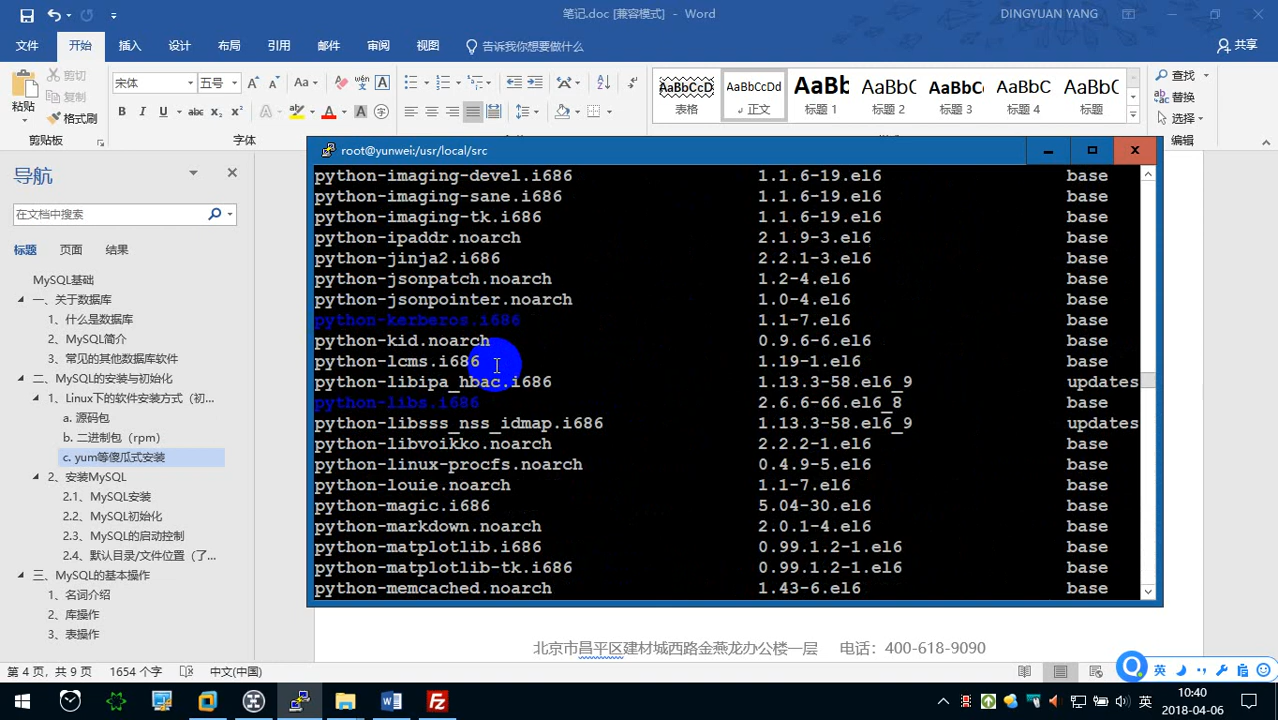 笔记.doc [兼容模式] - Word
DINGYUAN YANG
文件 开始 插入 设计 布局 引用 邮件 审阅 视图 告诉我你想要做什么 共享
粘贴
剪切
复制
格式刷
宋体 五号
表格
正文
标题 1
标题 2
标题 3
标题 4
标题
查找
替换
选择
剪贴板
字体
编辑
导航
在文档中搜索
标题 页面 结果
MySQL基础
一、关于数据库
1、什么是数据库
2、MySQL简介
3、常见的其他数据库软件
二、MySQL的安装与初始化
1、Linux下的软件安装方式（初...
a. 源码包
b. 二进制包（rpm）
c. yum等傻瓜式安装
2、安装MySQL
2.1、MySQL安装
2.2、MySQL初始化
2.3、MySQL的启动控制
2.4、默认目录/文件位置（了...
三、MySQL的基本操作
1、名词介绍
2、库操作
3、表操作
root@yunwei:/usr/local/src
python-imaging-devel.i686 1.1.6-19.el6 base
python-imaging-sane.i686 1.1.6-19.el6 base
python-imaging-tk.i686 1.1.6-19.el6 base
python-ipaddr.noarch 2.1.9-3.el6 base
python-jinja2.i686 2.2.1-3.el6 base
python-jsonpatch.noarch 1.2-4.el6 base
python-jsonpointer.noarch 1.0-4.el6 base
python-kerberos.i686 1.1-7.el6 base
python-kid.noarch 0.9.6-6.el6 base
python-lcms.i686 1.19-1.el6 base
python-libipa_hbac.i686 1.13.3-58.el6_9 updates
python-libs.i686 2.6.6-66.el6_8 base
python-libsss_nss_idmap.i686 1.13.3-58.el6_9 updates
python-libvoikko.noarch 2.2.2-1.el6 base
python-linux-procfs.noarch 0.4.9-5.el6 base
python-louie.noarch 1.1-7.el6 base
python-magic.i686 5.04-30.el6 base
python-markdown.noarch 2.0.1-4.el6 base
python-matplotlib.i686 0.99.1.2-1.el6 base
python-matplotlib-tk.i686 0.99.1.2-1.el6 base
python-memcached.noarch 1.43-6.el6 base
北京市昌平区建材城西路金燕龙办公楼一层 电话：400-618-9090
第 4 页，共 9 页 1654 个字 中文(中国)
英
英
10:40
2018-04-06